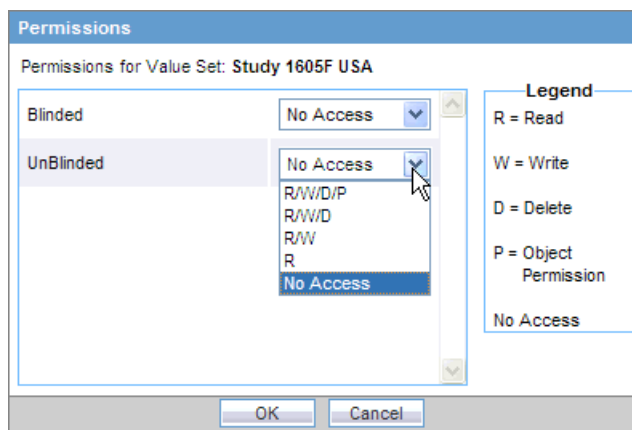 Permissions
Permissions for Value Set: Study 1605F USA
Blinded
No Access
UnBlinded
No Access
R/W/D/P
R/W/D
R/W
R
No Access
Legend
R = Read
W = Write
D = Delete
P = Object
Permission
No Access
OK
Cancel